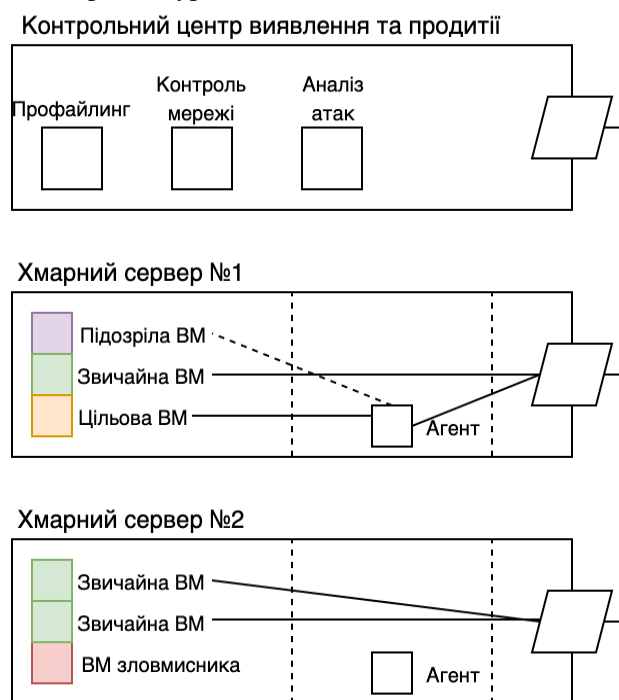 Контрольний центр виявлення та продитії
Профайлинг
Контроль
мережі
Аналіз
атак
Хмарний сервер №1
Підозріла ВМ
Звичайна ВМ
Цільова ВМ
Агент
Хмарний сервер №2
Звичайна ВМ
Звичайна ВМ
ВМ зловмисника
Агент